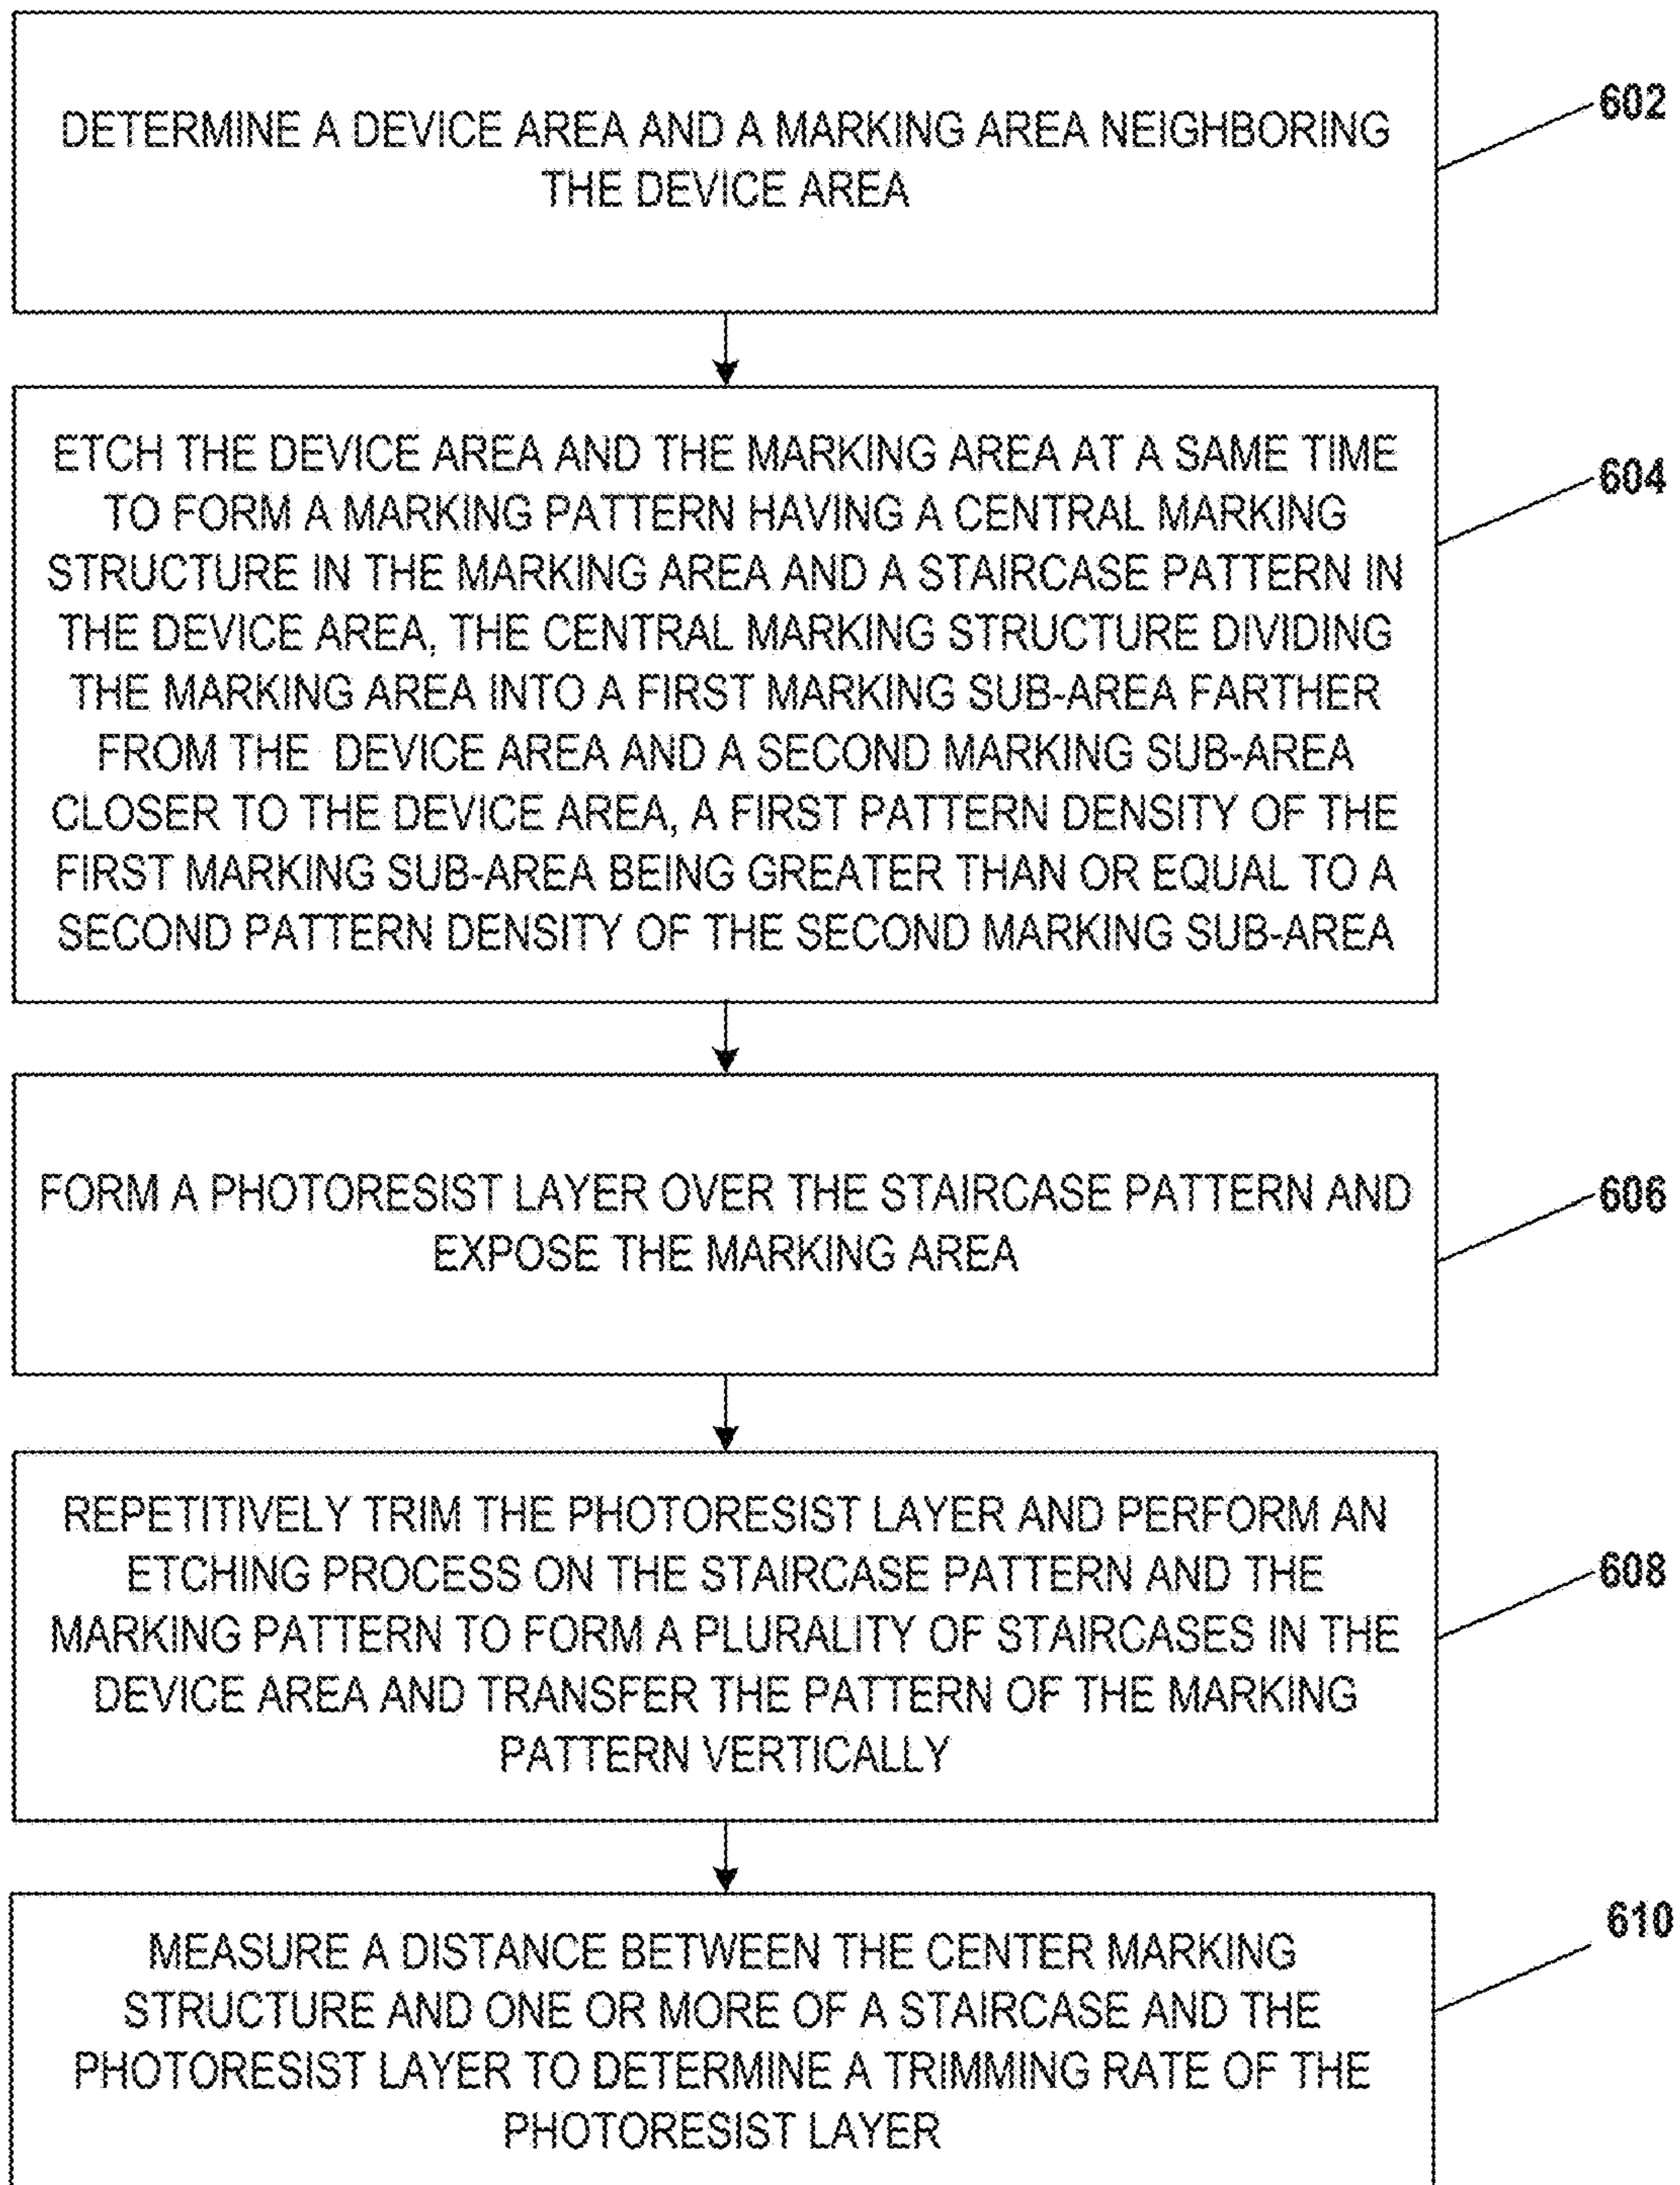 DETERMINE A DEVICE AREA AND A MARKING AREA NEIGHBORING
THE DEVICE AREA
602
ETCH THE DEVICE AREA AND THE MARKING AREA AT A SAME TIME
TO FORM A MARKING PATTERN HAVING A CENTRAL MARKING
STRUCTURE IN THE MARKING AREA AND A STAIRCASE PATTERN IN
THE DEVICE AREA, THE CENTRAL MARKING STRUCTURE DIVIDING
THE MARKING AREA INTO A FIRST MARKING SUB-AREA FARTHER
FROM THE DEVICE AREA AND A SECOND MARKING SUB-AREA
CLOSER TO THE DEVICE AREA, A FIRST PATTERN DENSITY OF THE
FIRST MARKING SUB-AREA BEING GREATER THAN OR EQUAL TO A
SECOND PATTERN DENSITY OF THE SECOND MARKING SUB-AREA
604
FORM A PHOTORESIST LAYER OVER THE STAIRCASE PATTERN AND
EXPOSE THE MARKING AREA
606
REPETITIVELY TRIM THE PHOTORESIST LAYER AND PERFORM AN
ETCHING PROCESS ON THE STAIRCASE PATTERN AND THE
MARKING PATTERN TO FORM A PLURALITY OF STAIRCASES IN THE
DEVICE AREA AND TRANSFER THE PATTERN OF THE MARKING
PATTERN VERTICALLY
608
MEASURE A DISTANCE BETWEEN THE CENTER MARKING
STRUCTURE AND ONE OR MORE OF A STAIRCASE AND THE
PHOTORESIST LAYER TO DETERMINE A TRIMMING RATE OF THE
PHOTORESIST LAYER
610